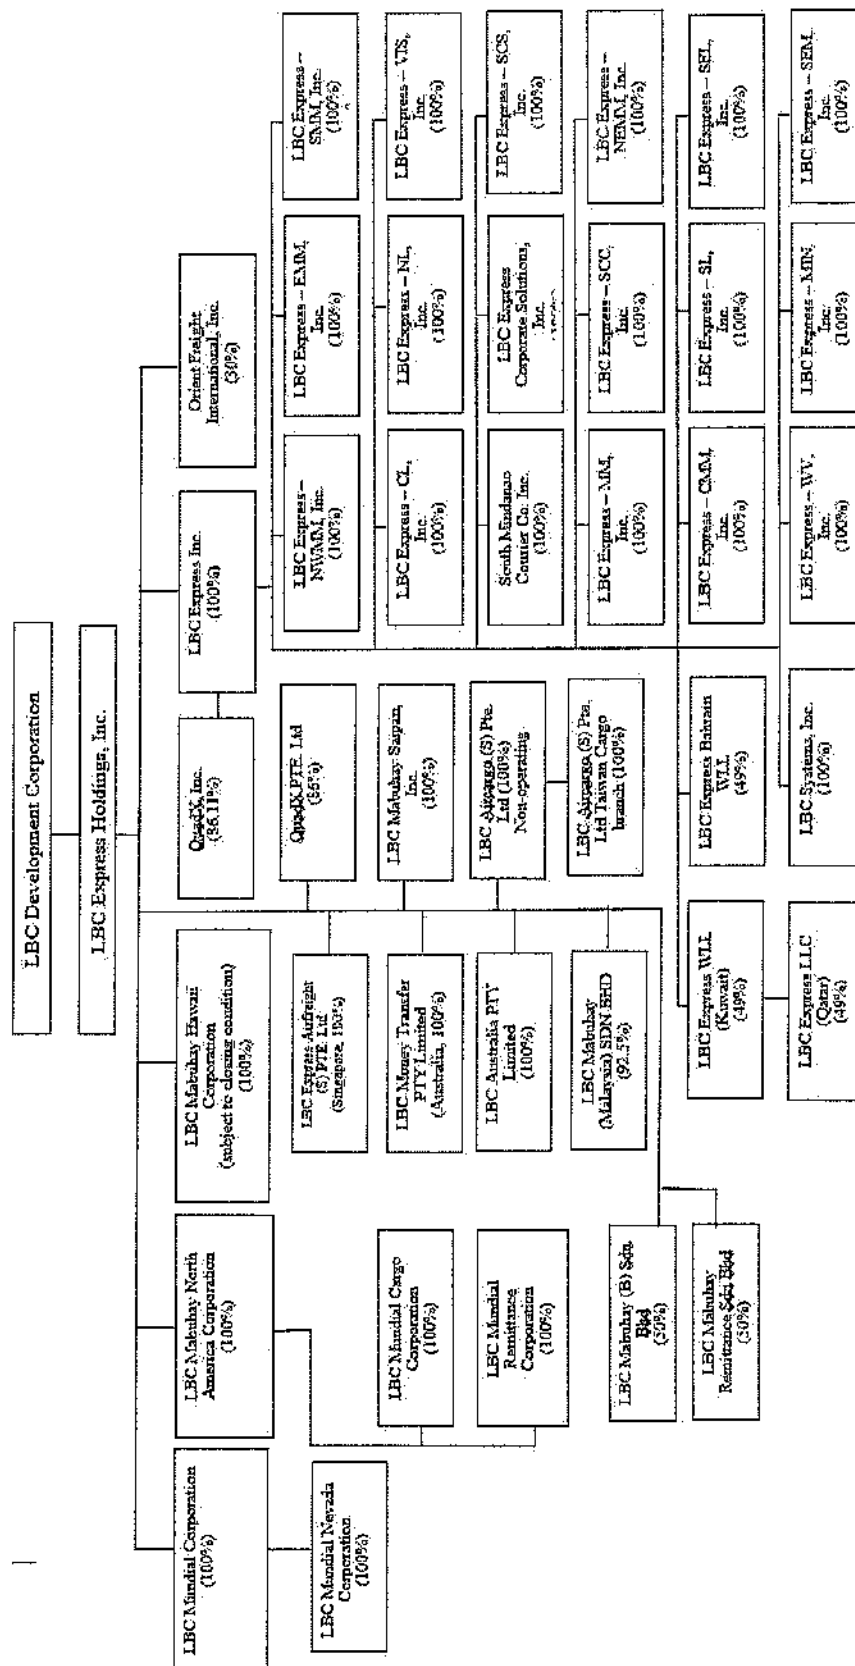 LBC Development Corporation
LBC Express Holdings, Inc.
LBC Mundial Corporation
(100%)
LBC Mabuhay North
America Corporation
(100%)
LBC Mabuhay Hawaii
Corporation
(subject to closing condition)
(100%)
QuadX, Inc.
(86.11%)
LBC Express Inc.
(100%)
Orient Freight
International, Inc.
(30%)
LBC Mundial Nevada
Corporation
(100%)
LBC Express Airfreight
(S) PTE. Ltd
(Singapore, 100%)
QuadX PTE. Ltd
(86%)
LBC Express –
NWMM, Inc.
(100%)
LBC Express – EMM,
Inc.
(100%)
LBC Express –
SMM, Inc.
(100%)
LBC Mundial Cargo
Corporation
(100%)
LBC Money Transfer
PTY Limited
(Australia, 100%)
LBC Mabuhay Saipan,
Inc.
(100%)
LBC Express – CL,
Inc.
(100%)
LBC Express – NL,
Inc.
(100%)
LBC Express – VIS,
Inc.
(100%)
LBC Mundial
Remittance
Corporation
(100%)
LBC Australia PTY
Limited
(100%)
LBC Aircargo (S) Pte.
Ltd (100%)
Non-operating
South Mindanao
Courier Co. Inc.
(100%)
LBC Express
Corporate Solutions,
Inc.
LBC Express – SCS,
Inc.
(100%)
LBC Mabuhay
(Malaysia) SDN BHD
(92.5%)
LBC Aircargo (S) Pte.
Ltd Taiwan Cargo
branch (100%)
LBC Express – MM,
Inc.
(100%)
LBC Express – SCC,
Inc.
(100%)
LBC Express –
NEMM, Inc.
(100%)
LBC Mabuhay (B) Sdn
Bhd
(50%)
LBC Express WLL
(Kuwait)
(49%)
LBC Express Bahrain
WLL
(49%)
LBC Express – CMM,
Inc.
(100%)
LBC Express – SL,
Inc.
(100%)
LBC Express – SEL,
Inc.
(100%)
LBC Mabuhay
Remittance Sdn Bhd
(50%)
LBC Express LLC
(Qatar)
(49%)
LBC Systems, Inc.
(100%)
LBC Express – WV,
Inc.
(100%)
LBC Express – MIN,
Inc.
(100%)
LBC Express – SEM,
Inc.
(100%)